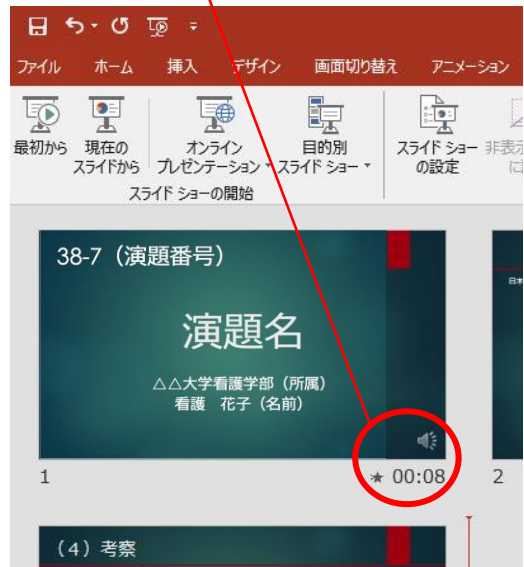 ファイル ホーム 挿入 デザイン 画面切り替え アニメーション
最初から 現在の オンライン 目的別 スライド ショー 非表示
スライドから プレゼンテーション スライド ショー の設定 に
スライド ショーの開始
38-7（演題番号）
演題名
△△大学看護学部（所属）
看護 花子（名前）
1 00:08 2
（4）考察